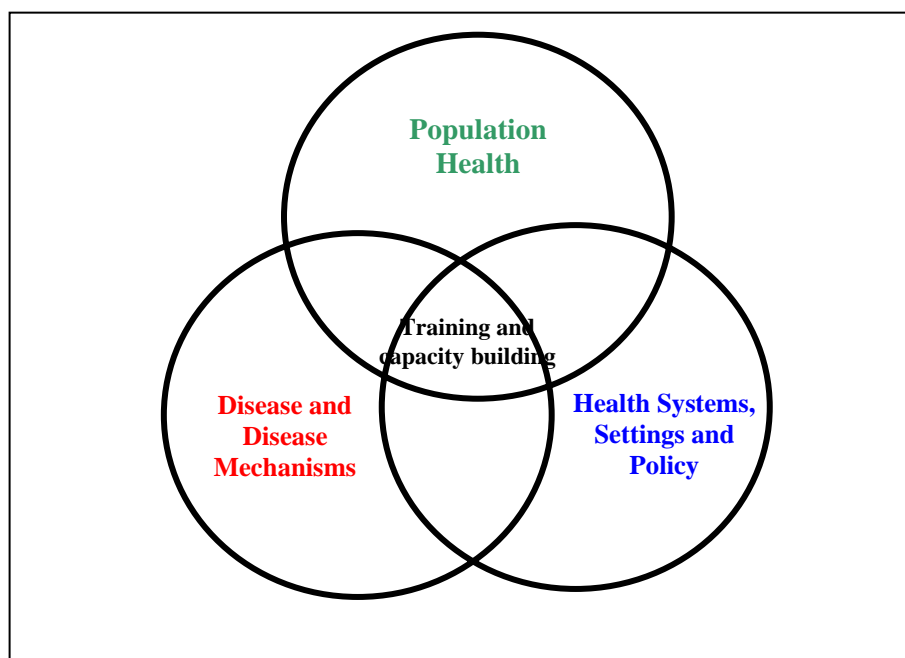 Population
Health
Training and
capacity building
Disease and
Disease
Mechanisms
Health Systems,
Settings and
Policy